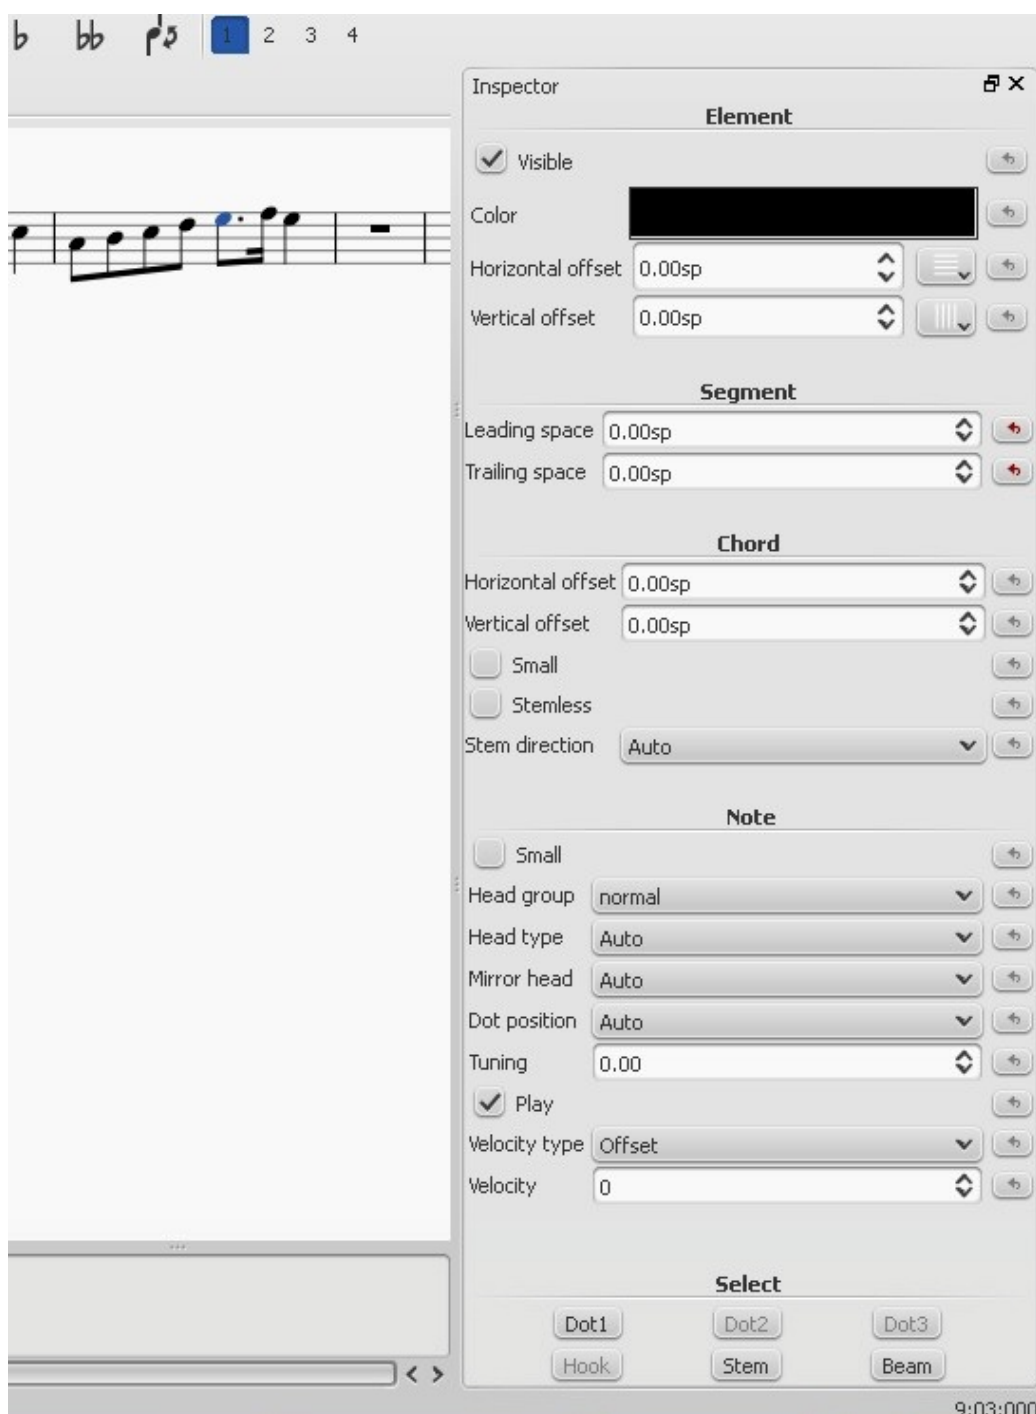 1 2 3 4
Inspector
Element
Visible
Color
Horizontal offset 0.00sp
Vertical offset 0.00sp
Segment
Leading space 0.00sp
Trailing space 0.00sp
Chord
Horizontal offset 0.00sp
Vertical offset 0.00sp
Small
Stemless
Stem direction Auto
Note
Small
Head group normal
Head type Auto
Mirror head Auto
Dot position Auto
Tuning 0.00
Play
Velocity type Offset
Velocity 0
Select
Dot1 Dot2 Dot3
Hook Stem Beam
9:03:000